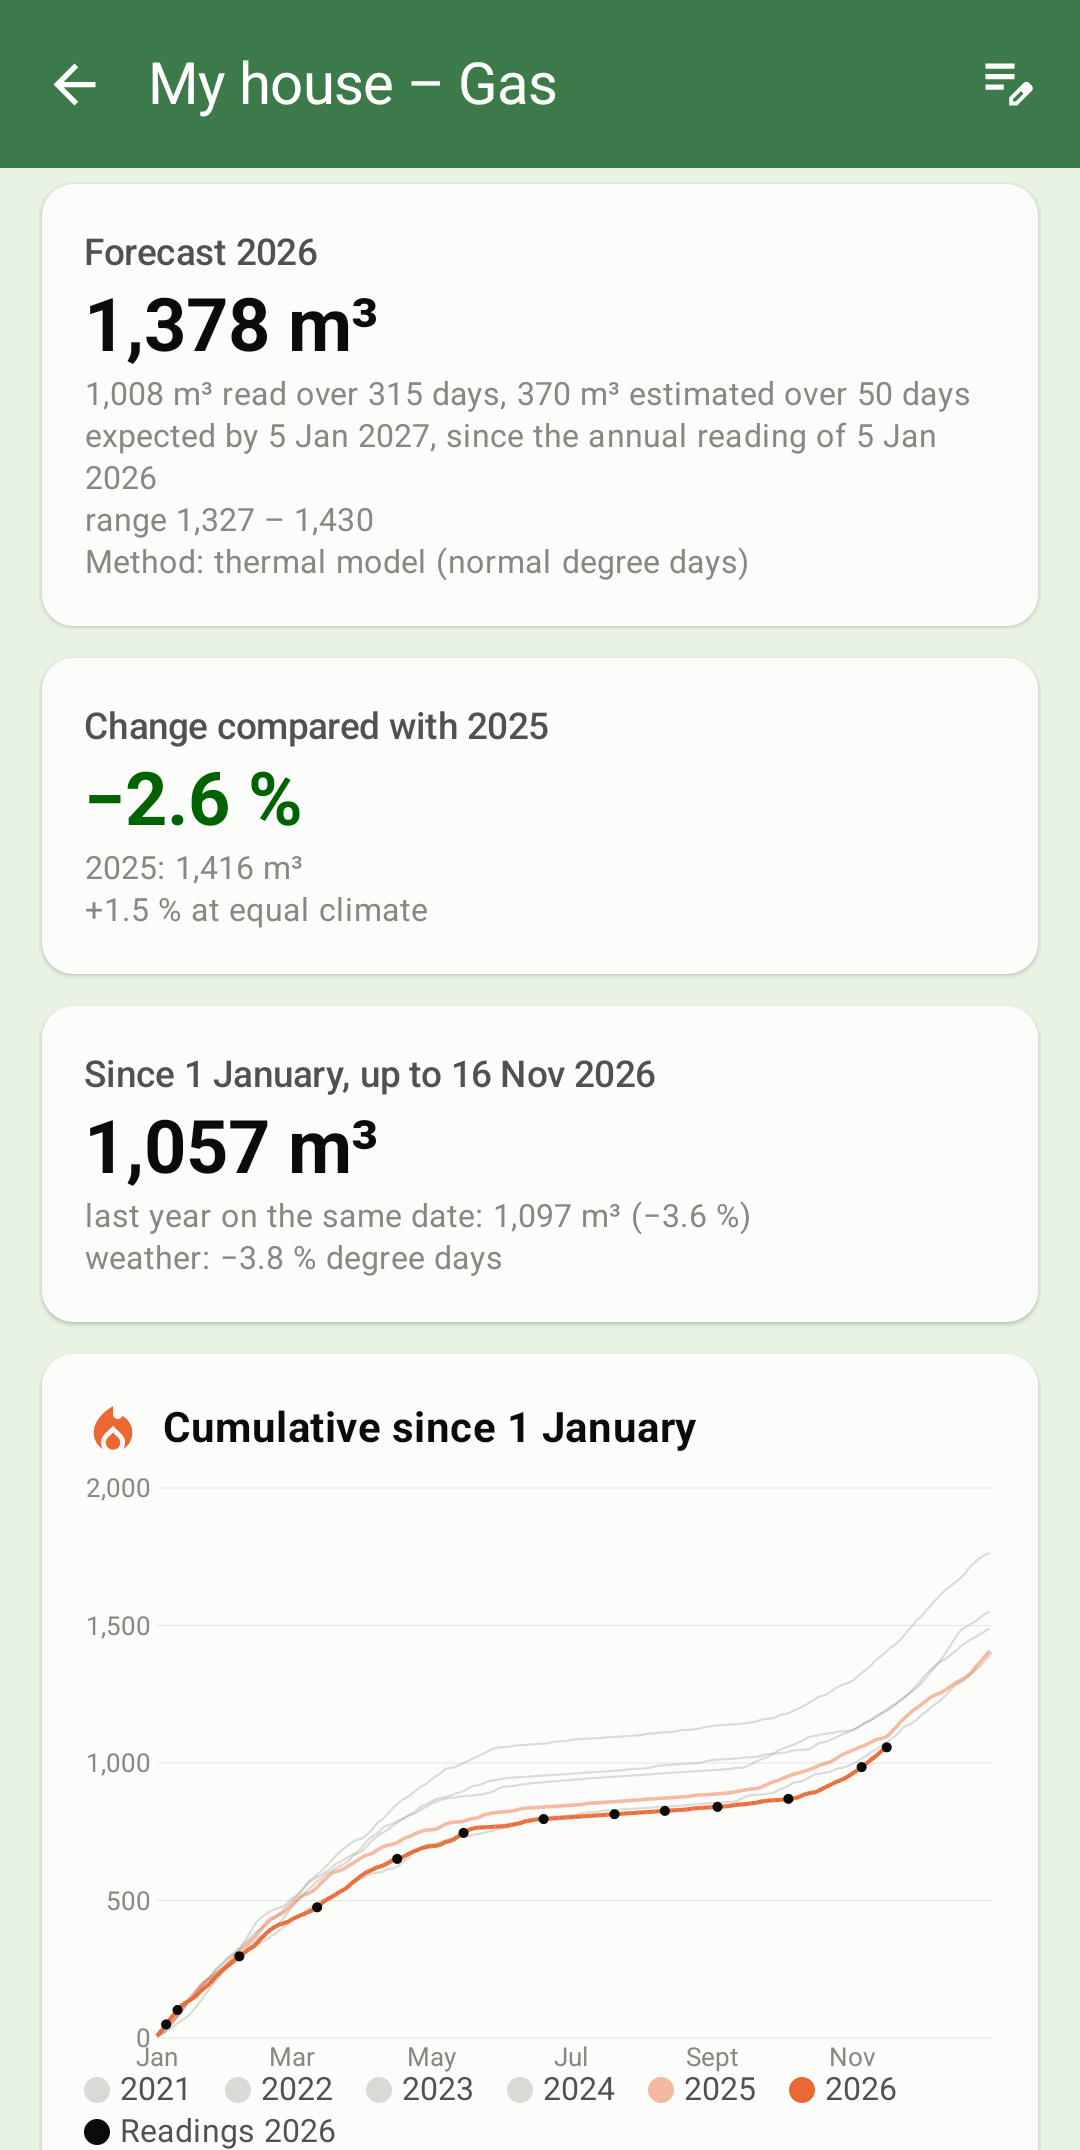 My house – Gas
Forecast 2026
1,378 m³
1,008 m³ read over 315 days, 370 m³ estimated over 50 days
expected by 5 Jan 2027, since the annual reading of 5 Jan
2026
range 1,327 – 1,430
Method: thermal model (normal degree days)
Change compared with 2025
−2.6 %
2025: 1,416 m³
+1.5 % at equal climate
Since 1 January, up to 16 Nov 2026
1,057 m³
last year on the same date: 1,097 m³ (−3.6 %)
weather: −3.8 % degree days
Cumulative since 1 January
2,000
1,500
1,000
500
0
Jan Mar May Jul Sept Nov
2021 2022 2023 2024 2025 2026
Readings 2026